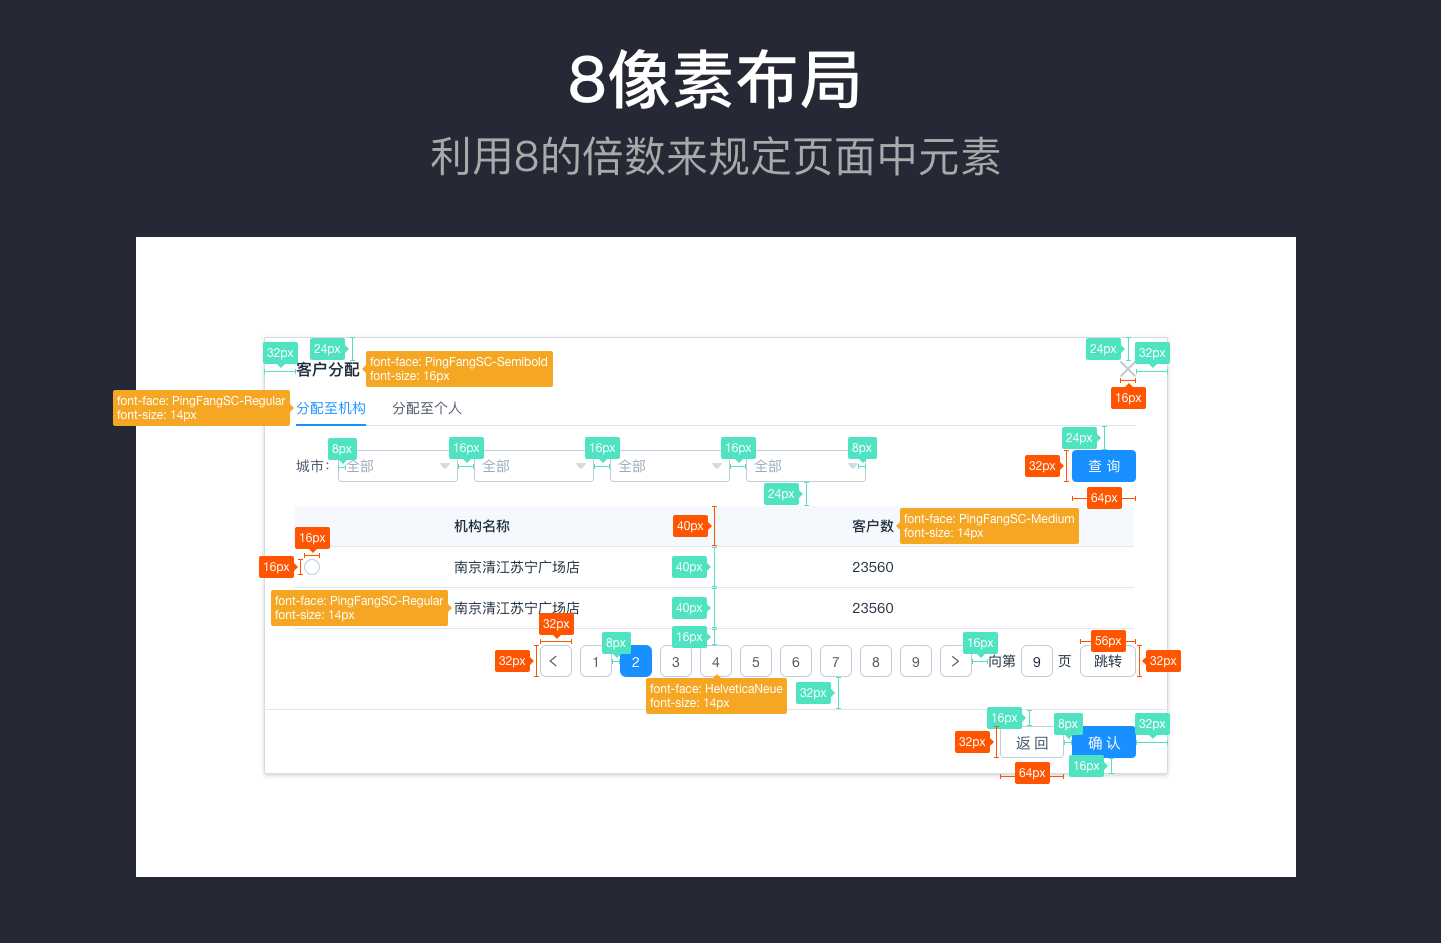 8像素布局
利用8的倍数来规定页面中元素
32px 24px 24px 32px
客户分配
font-face: PingFangSC-Semibold
font-size: 16px
16px
font-face: PingFangSC-Regular
font-size: 14px
分配至机构 分配至个人
24px
8px 16px 16px 16px 8px
城市: 全部 全部 全部 全部 32px 查 询
24px 64px
机构名称 40px 客户数
font-face: PingFangSC-Medium
font-size: 14px
16px
16px 南京清江苏宁广场店 40px 23560
font-face: PingFangSC-Regular
font-size: 14px
南京清江苏宁广场店 40px 23560
32px 8px 16px 16px 56px
32px < 1 2 3 4 5 6 7 8 9 > 向第 9 页 跳转 32px
font-face: HelveticaNeue
font-size: 14px
32px
16px 8px 32px
32px 返 回 确 认
64px 16px